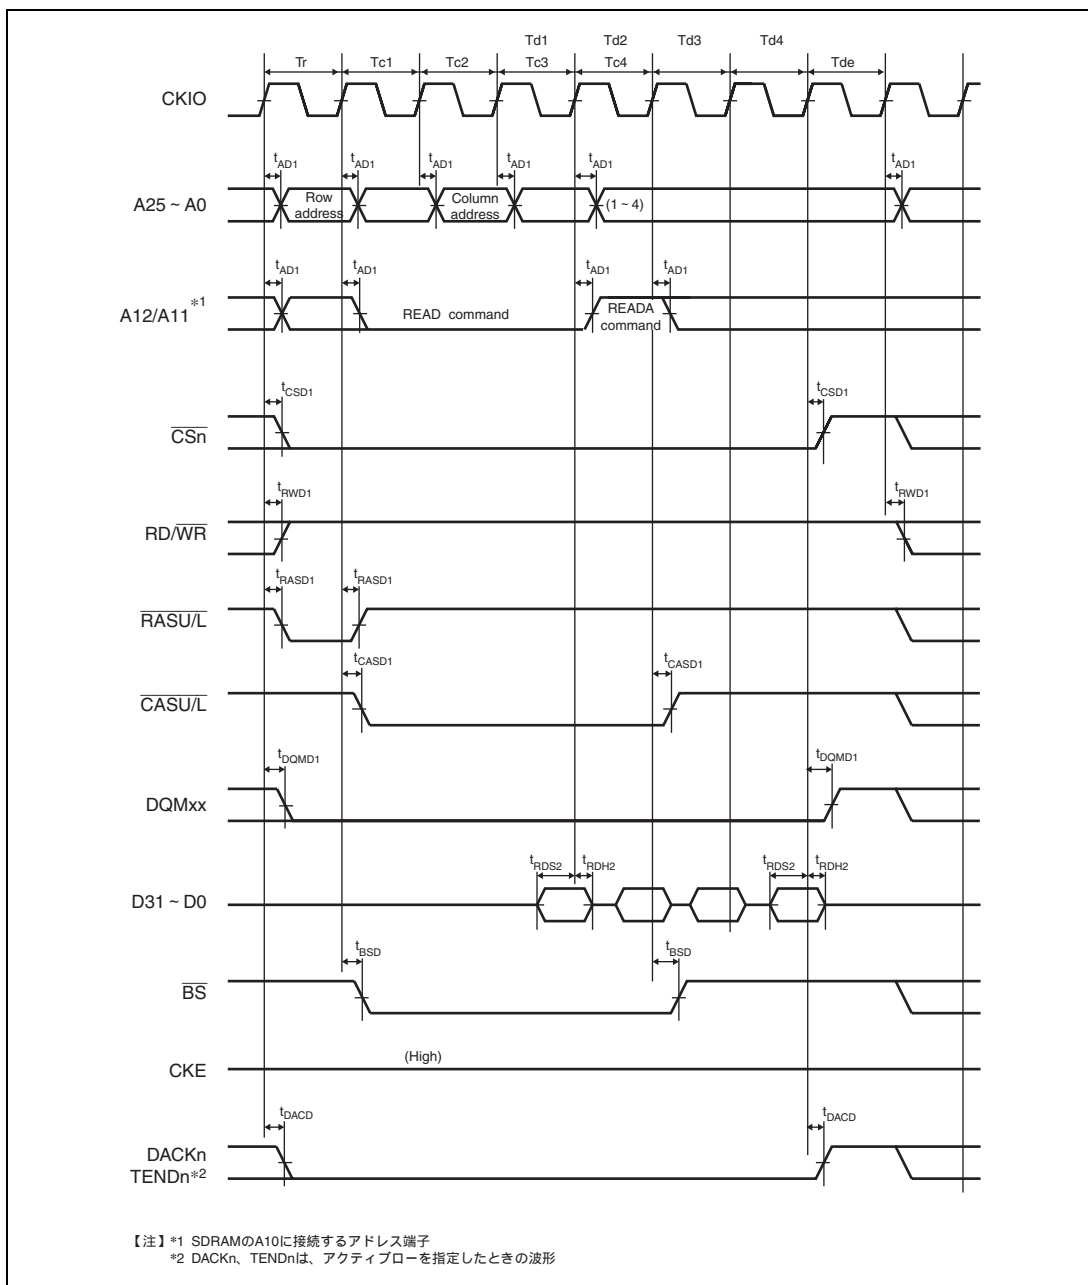 Td1 Td2 Td3 Td4
Tr Tc1 Tc2 Tc3 Tc4 Tde
CKIO
tAD1 tAD1 tAD1 tAD1 tAD1 tAD1
A25 ~ A0
Row address
Column address
(1 ~ 4)
tAD1 tAD1 tAD1 tAD1
A12/A11 *1
READ command
READA command
tCSD1 tCSD1
CSn
tRWD1 tRWD1
RD/WR
tRASD1 tRASD1
RASU/L
tCASD1 tCASD1
CASU/L
tDQMD1 tDQMD1
DQMxx
tRDS2 tRDH2 tRDS2 tRDH2
D31 ~ D0
tBSD tBSD
BS
(High)
CKE
tDACD tDACD
DACKn
TENDn*2
【注】*1 SDRAMのA10に接続するアドレス端子
*2 DACKn、TENDnは、アクティブローを指定したときの波形